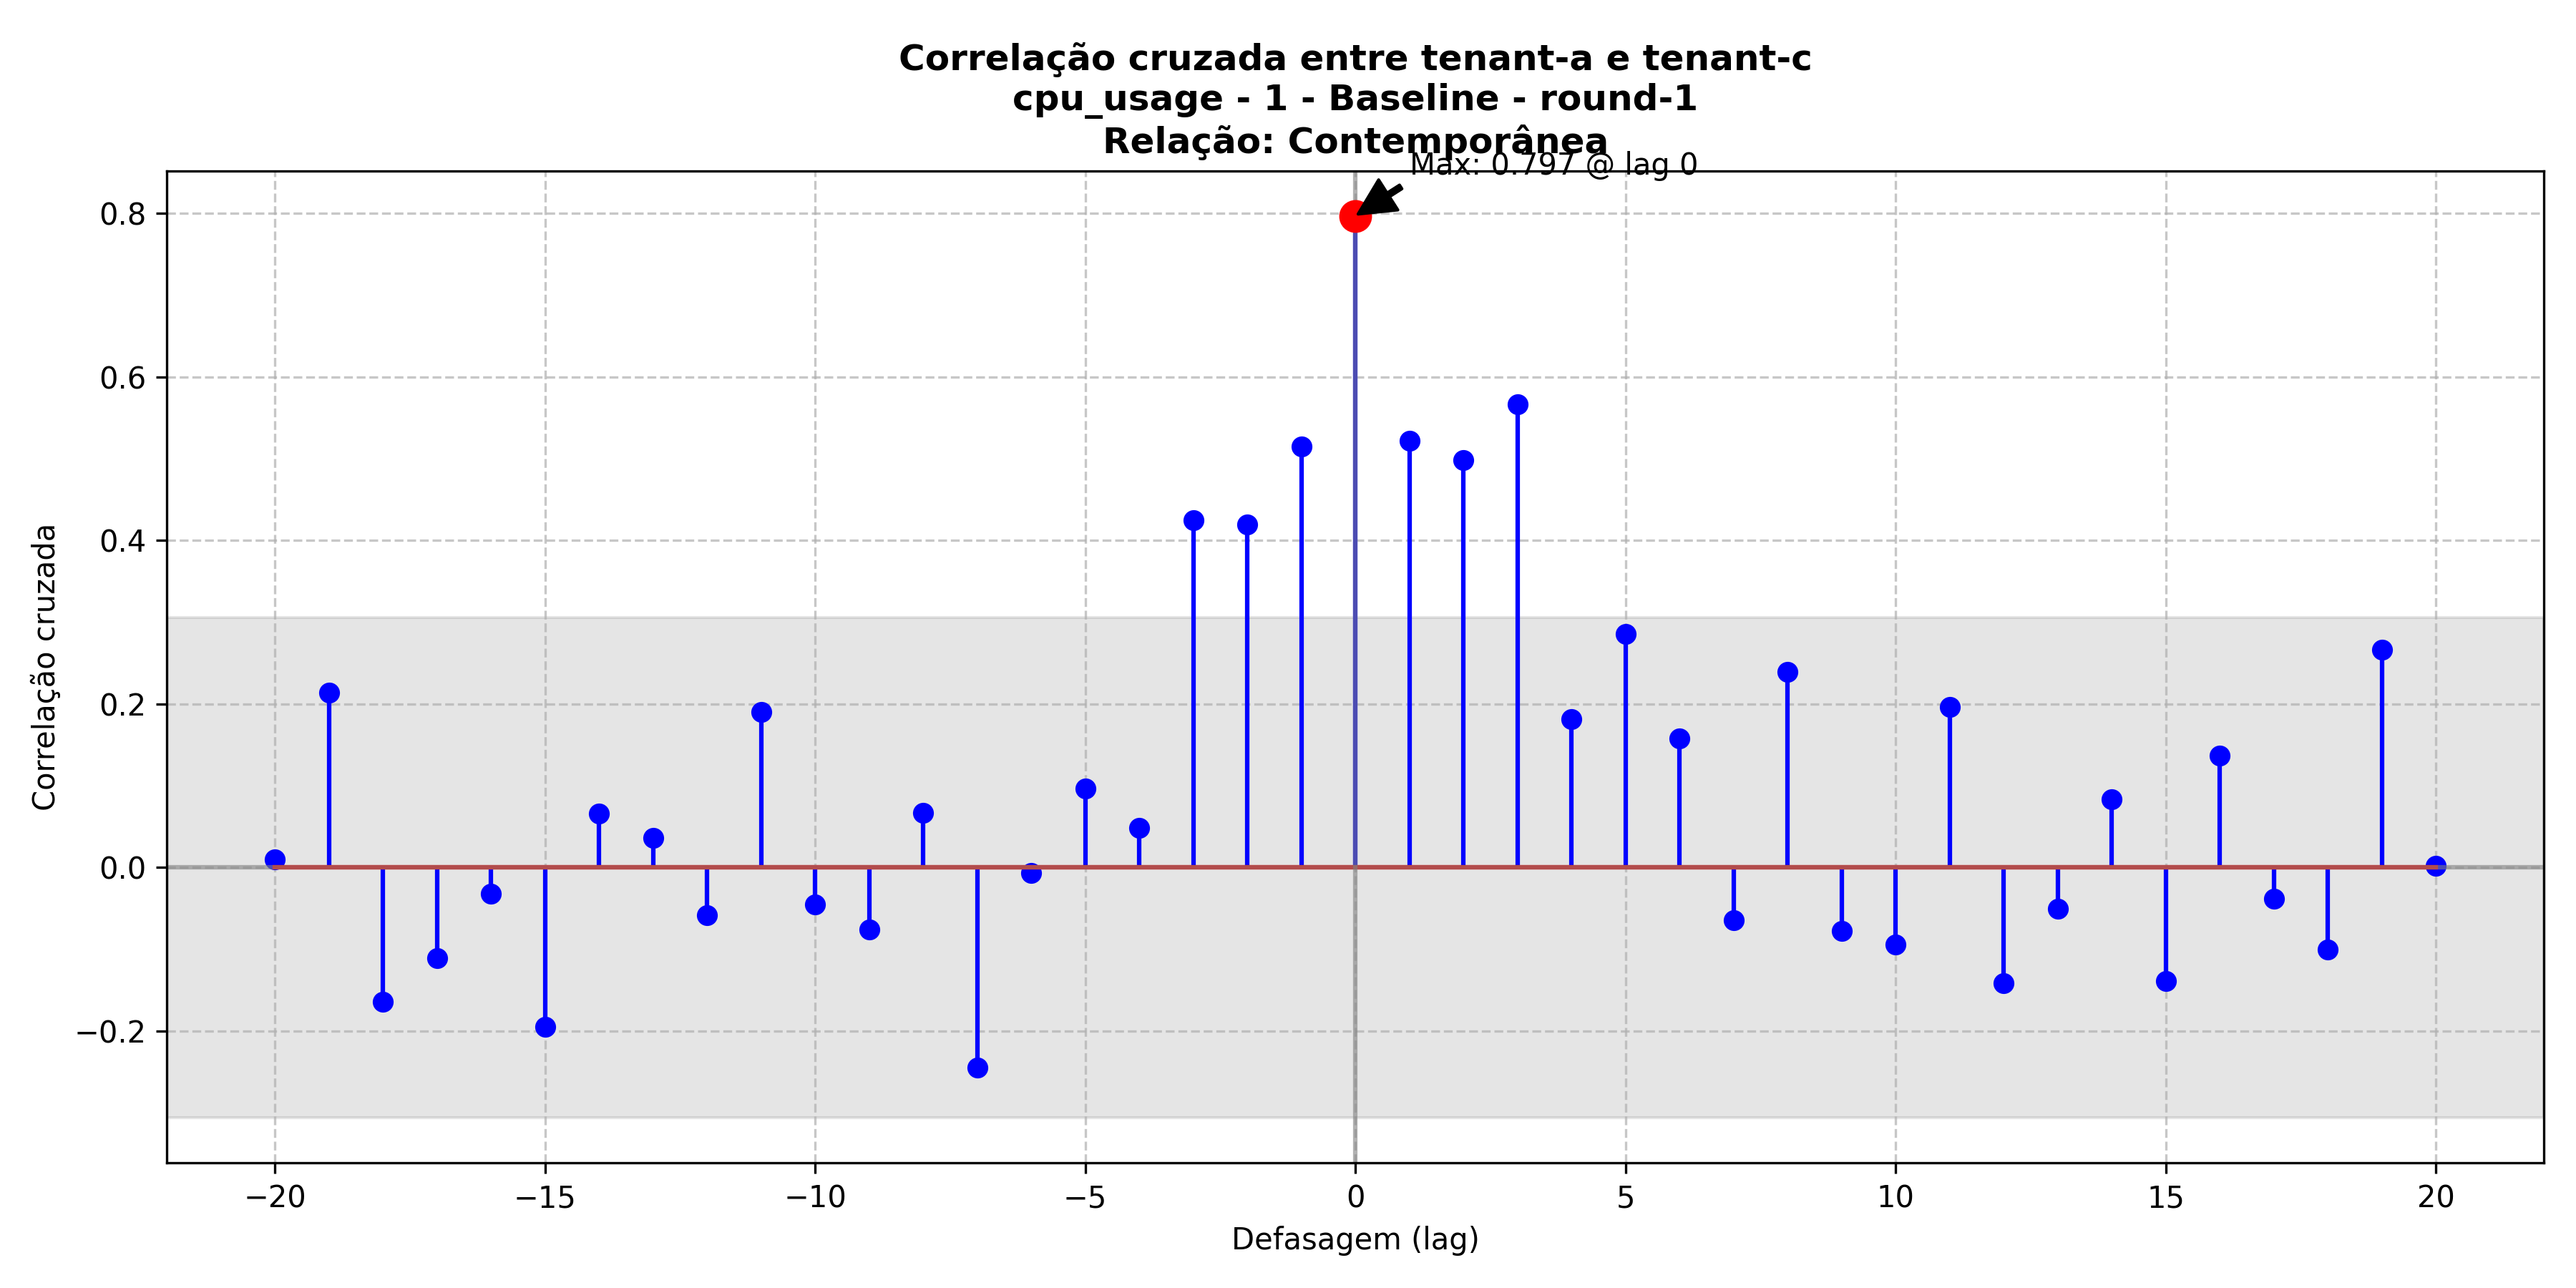 Correlação cruzada entre tenant-a e tenant-c
cpu_usage - 1 - Baseline - round-1
Relação: Contemporânea
Max: 0.797 @ lag 0
0.8
0.6
0.4
0.2
0.0
−0.2
Correlação cruzada
−20
−15
−10
−5
0
5
10
15
20
Defasagem (lag)